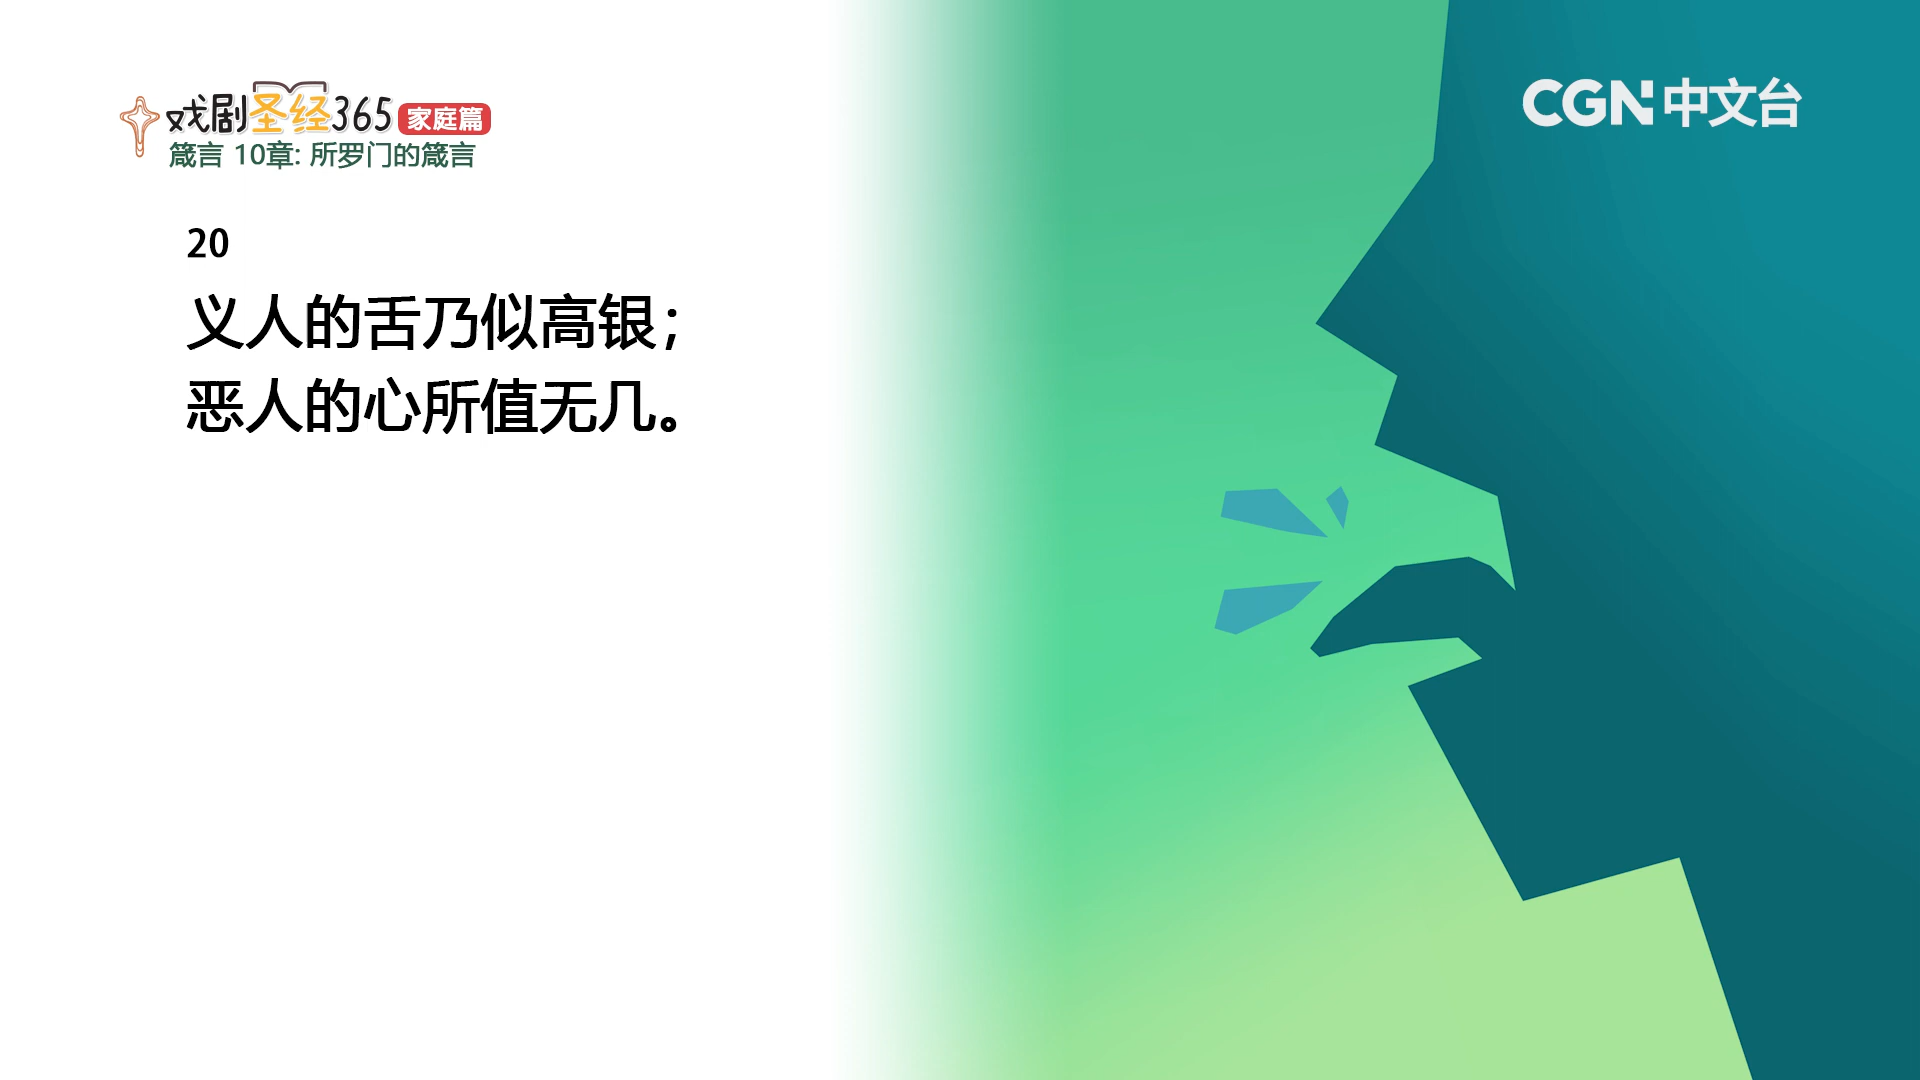 戏剧圣经365 家庭篇
箴言 10章: 所罗门的箴言
CGN中文台
20
义人的舌乃似高银；
恶人的心所值无几。